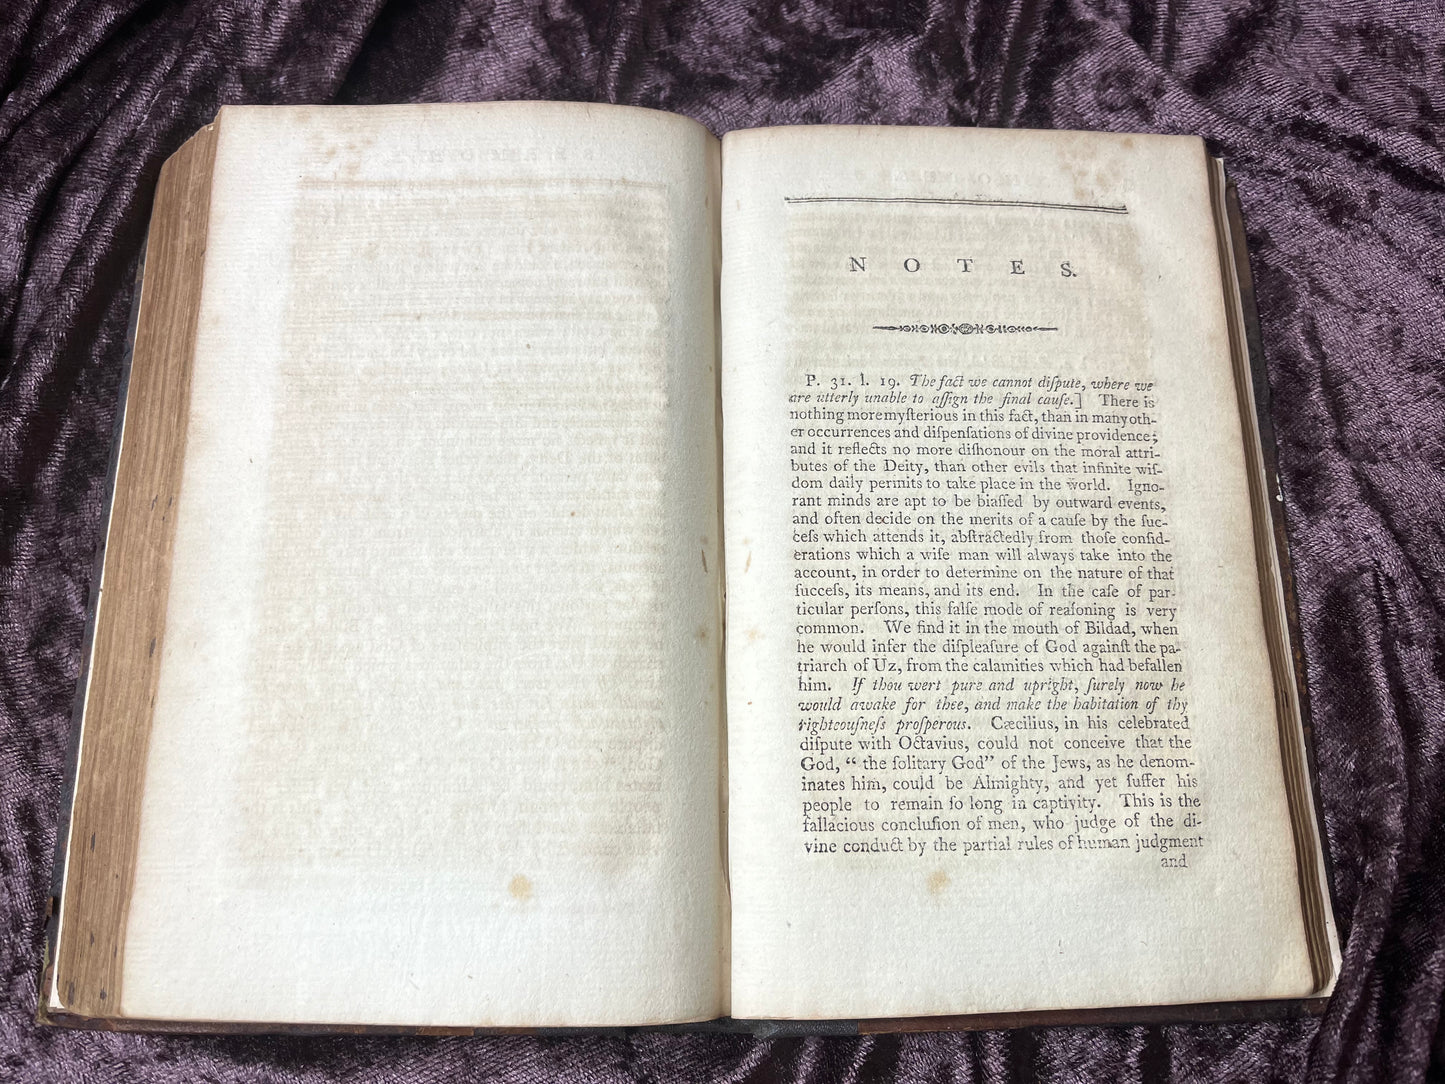 NOTES.
P. 31. l. 19. The fact we cannot diſpute, where we
are utterly unable to aſſign the final cauſe.] There is
nothing more myſterious in this fact, than in many oth-
er occurrences and diſpenſations of divine providence;
and it reflects no more diſhonour on the moral attri-
butes of the Deity, than other evils that infinite wiſ-
dom daily permits to take place in the world. Igno-
rant minds are apt to be biaſſed by outward events,
and often decide on the merits of a cauſe by the ſuc-
ceſs which attends it, abſtractedly from thoſe conſid-
erations which a wiſe man will always take into the
account, in order to determine on the nature of that
ſucceſs, its means, and its end. In the caſe of par-
ticular perſons, this falſe mode of reaſoning is very
common. We find it in the mouth of Bildad, when
he would infer the diſpleaſure of God againſt the pa-
triarch of Uz, from the calamities which had befallen
him. If thou wert pure and upright, ſurely now he
would awake for thee, and make the habitation of thy
righteouſneſs proſperous. Cæcilius, in his celebrated
diſpute with Octavius, could not conceive that the
God, “ the ſolitary God” of the Jews, as he denom-
inates him, could be Almighty, and yet ſuffer his
people to remain ſo long in captivity. This is the
fallacious concluſion of men, who judge of the di-
vine conduct by the partial rules of human judgment
and